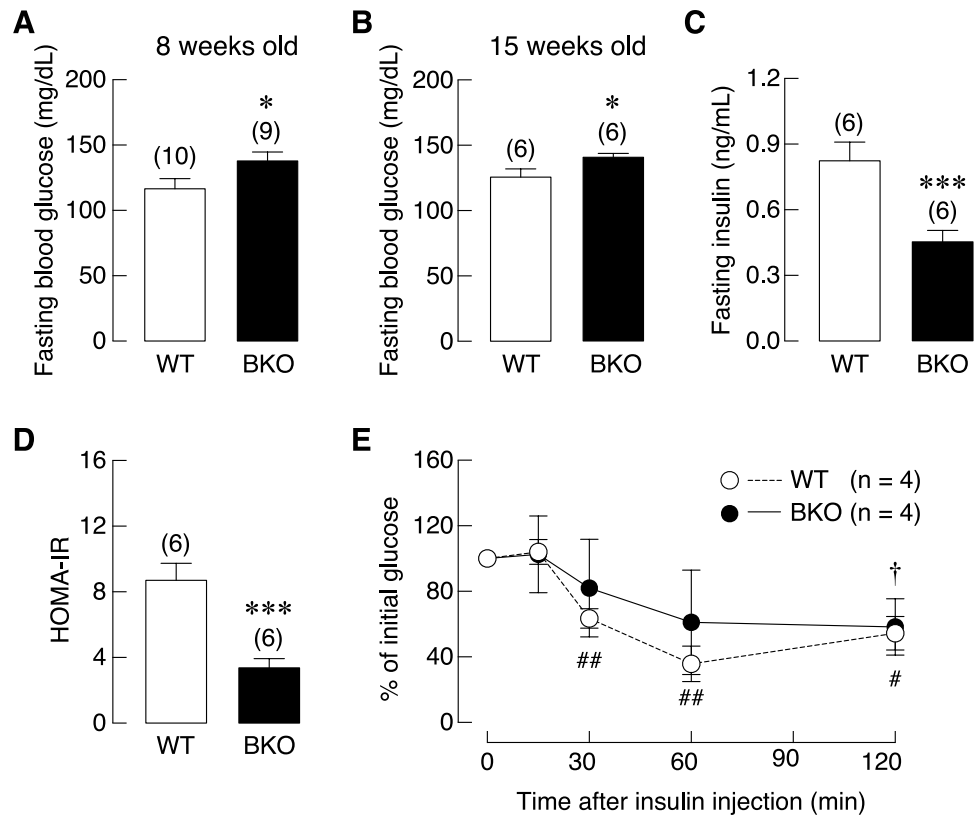 A
8 weeks old
Fasting blood glucose (mg/dL)
200
150
100
50
0
(10)
*
(9)
WT
BKO
B
15 weeks old
Fasting blood glucose (mg/dL)
200
150
100
50
0
(6)
*
(6)
WT
BKO
C
Fasting insulin (ng/mL)
1.2
0.9
0.6
0.3
0.0
(6)
***
(6)
WT
BKO
D
HOMA-IR
16
12
8
4
0
(6)
***
(6)
WT
BKO
E
% of initial glucose
160
120
80
40
0
WT (n = 4)
BKO (n = 4)
†
##
##
#
0 30 60 90 120
Time after insulin injection (min)